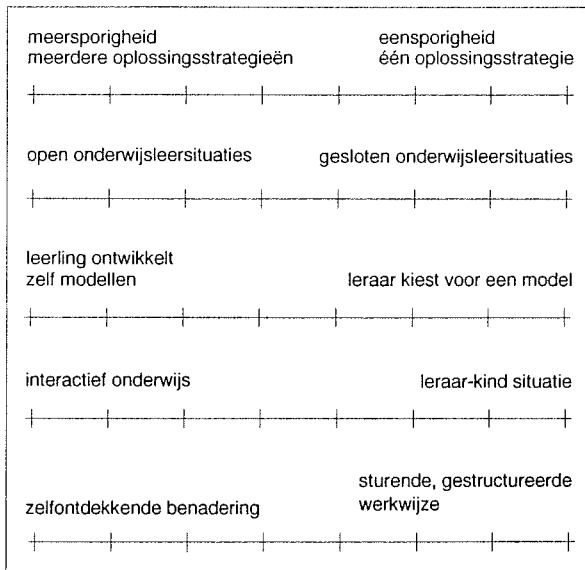 meersporigheid eensporigheid
meerdere oplossingsstrategieën één oplossingsstrategie
open onderwijsleersituaties gesloten onderwijsleersituaties
leerling ontwikkelt
zelf modellen leraar kiest voor een model
interactief onderwijs leraar-kind situatie
sturende, gestructureerde
zelfontdekkende benadering werkwijze